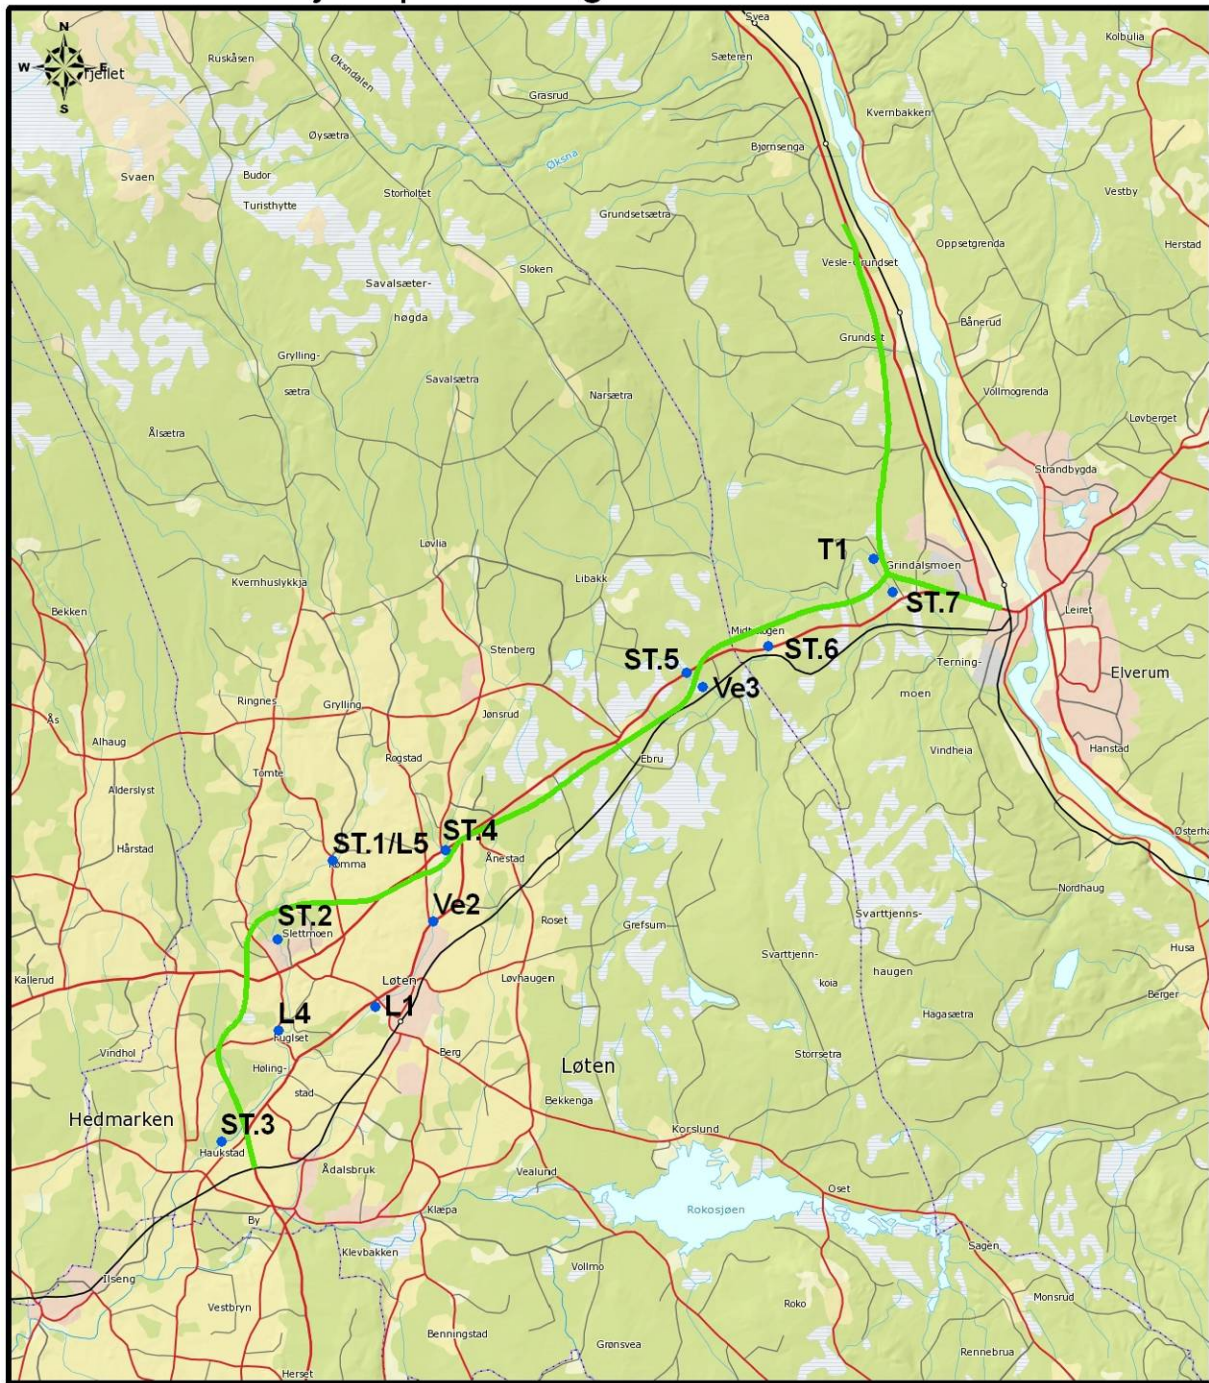 N
W
E
S
fjellet
Ruskåsen
Øksndalen
Svea
Sæteren
Kolbulia
Grasrud
Kvernbakken
Øysætra
Øksna
Bjørnsenga
Svaen
Budor
Turisthytte
Storholtet
Vestby
Grundsetsætra
Oppsetgrenda
Herstad
Sloken
Vesle-Grundset
Savalsæter-
høgda
Bånerud
Grundset
Grylling-
sætra
Savalsætra
Narsætra
Vollmogrenda
Løvberget
Ålsætra
Strandbygda
Løvlia
T1
Grindalsmoen
Kvernhuslykkja
Libakk
Bekken
ST.7
Leiret
Midtskogen
Stenberg
ST.5
ST.6
Terning-
moen
Elverum
Ve3
Ringnes
Grylling
Jønsrud
Ås
Alhaug
Vindheia
Hanstad
Rogstad
Ebru
Tomte
Alderslyst
ST.4
ST.1/L5
Østerha
Hårstad
Rømma
Ånestad
Nordhaug
Ve2
ST.2
Slettmoen
Roset
Grefsum
Svarttjenns-
haugen
Husa
Svarttjenn-
koia
Kallerud
Løten
Løvhaugen
Berger
L4
L1
Hagasætra
Fuglset
Vindhol
Berg
Storrsetra
Høling-
stad
Løten
Bekkenga
Hedmarken
ST.3
Korslund
Haukstad
Ådalsbruk
Vealund
Oset
Klæpa
Rokosjøen
By
Klevbakken
Sagen
Ilseng
Vollmo
Vestbryn
Roko
Monsrud
Benningstad
Grønsvea
Rennebrua
Herset